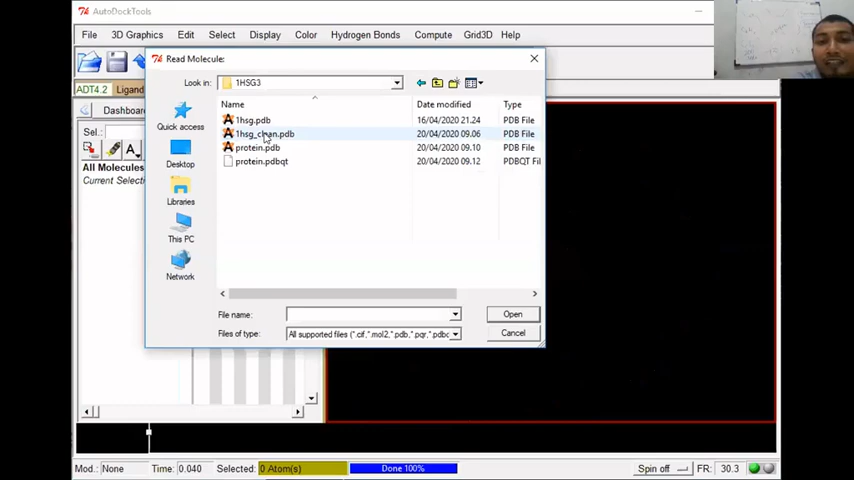 AutoDockTools
File 3D Graphics Edit Select Display Color Hydrogen Bonds Compute Grid3D Help
Read Molecule:
Look in: 1HSG3
ADT4.2 Ligand
Dashboard
Sel.:
All Molecules
Current Selecti
Name Date modified Type
1hsg.pdb 16/04/2020 21.24 PDB File
1hsg_clean.pdb 20/04/2020 09.06 PDB File
protein.pdb 20/04/2020 09.10 PDB File
protein.pdbqt 20/04/2020 09.12 PDBQT Fil
Quick access
Desktop
Libraries
This PC
Network
File name: Open
Files of type: All supported files (*.cif,*.mol2,*.pdb,*.pqr,*.pdbc Cancel
Mod.: None Time: 0.040 Selected: 0 Atom(s) Done 100% Spin off FR: 30.3